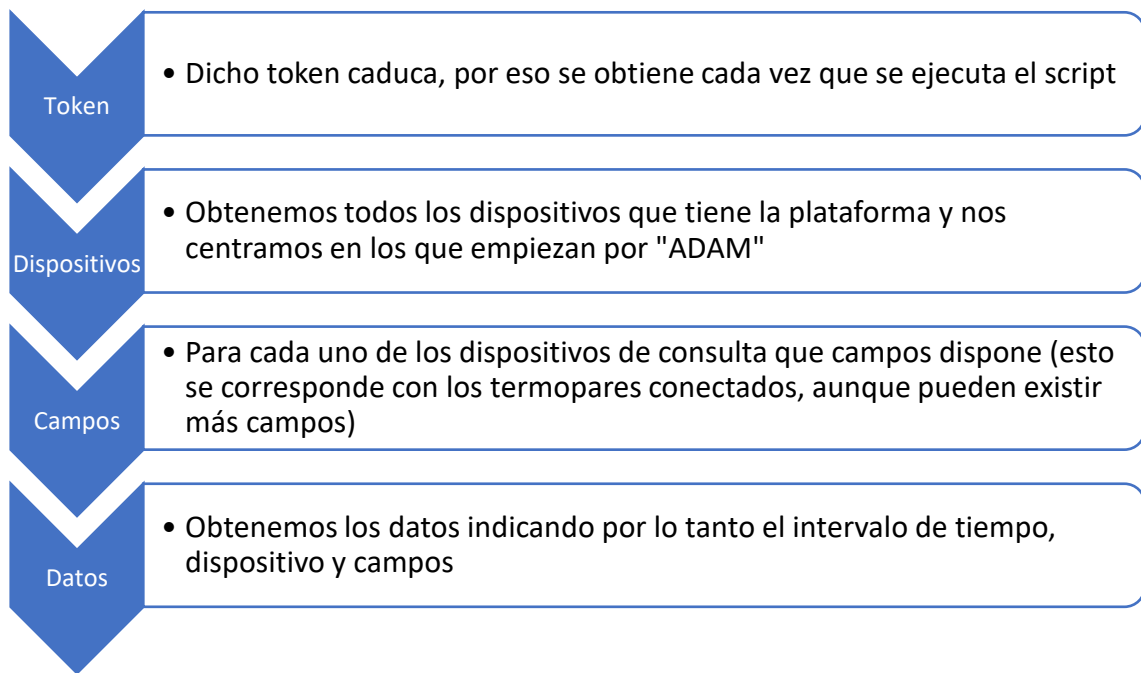 Token
• Dicho token caduca, por eso se obtiene cada vez que se ejecuta el script
Dispositivos
• Obtenemos todos los dispositivos que tiene la plataforma y nos
centramos en los que empiezan por "ADAM"
Campos
• Para cada uno de los dispositivos de consulta que campos dispone (esto
se corresponde con los termopares conectados, aunque pueden existir
más campos)
Datos
• Obtenemos los datos indicando por lo tanto el intervalo de tiempo,
dispositivo y campos